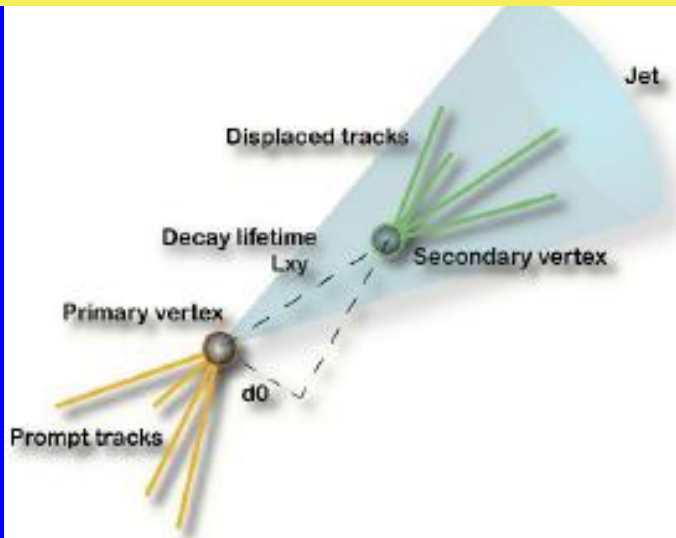 Jet
Displaced tracks
Decay lifetime
Lxy
Secondary vertex
Primary vertex
d0
Prompt tracks